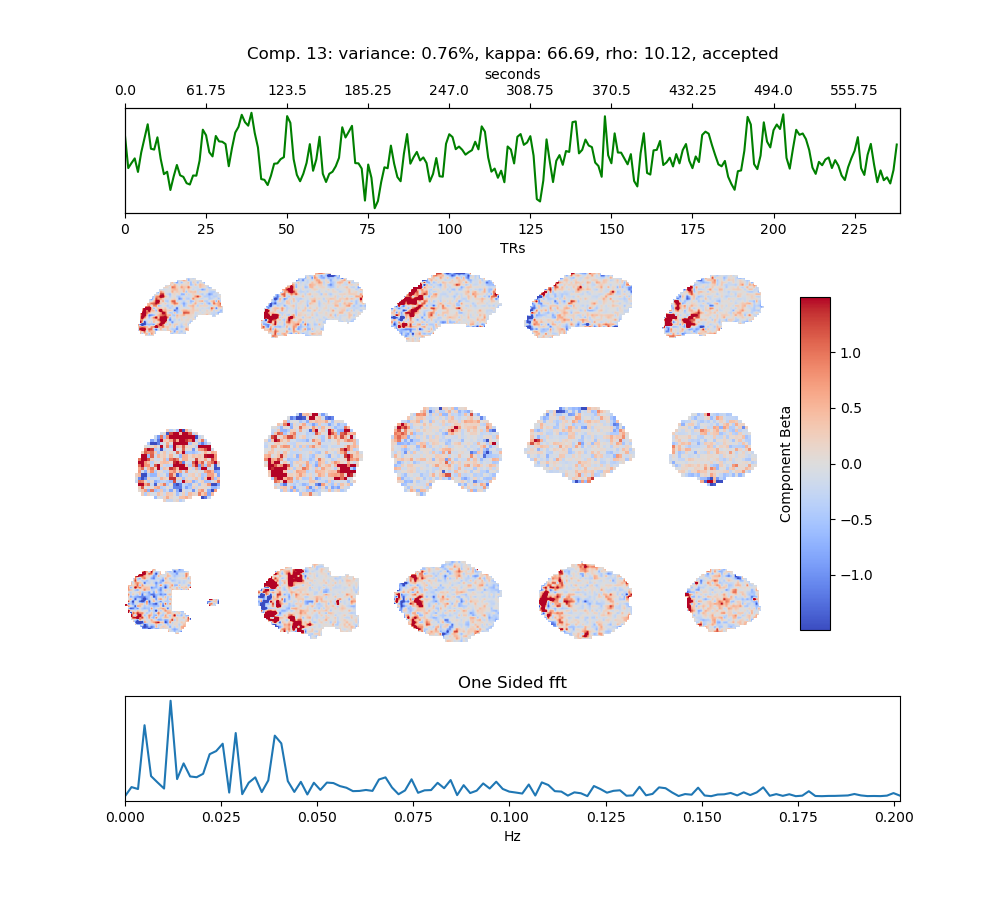 Comp. 13: variance: 0.76%, kappa: 66.69, rho: 10.12, accepted
seconds
0.0 61.75 123.5 185.25 247.0 308.75 370.5 432.25 494.0 555.75
0 25 50 75 100 125 150 175 200 225
TRs
Component Beta
1.0
0.5
0.0
−0.5
−1.0
One Sided fft
0.000 0.025 0.050 0.075 0.100 0.125 0.150 0.175 0.200
Hz